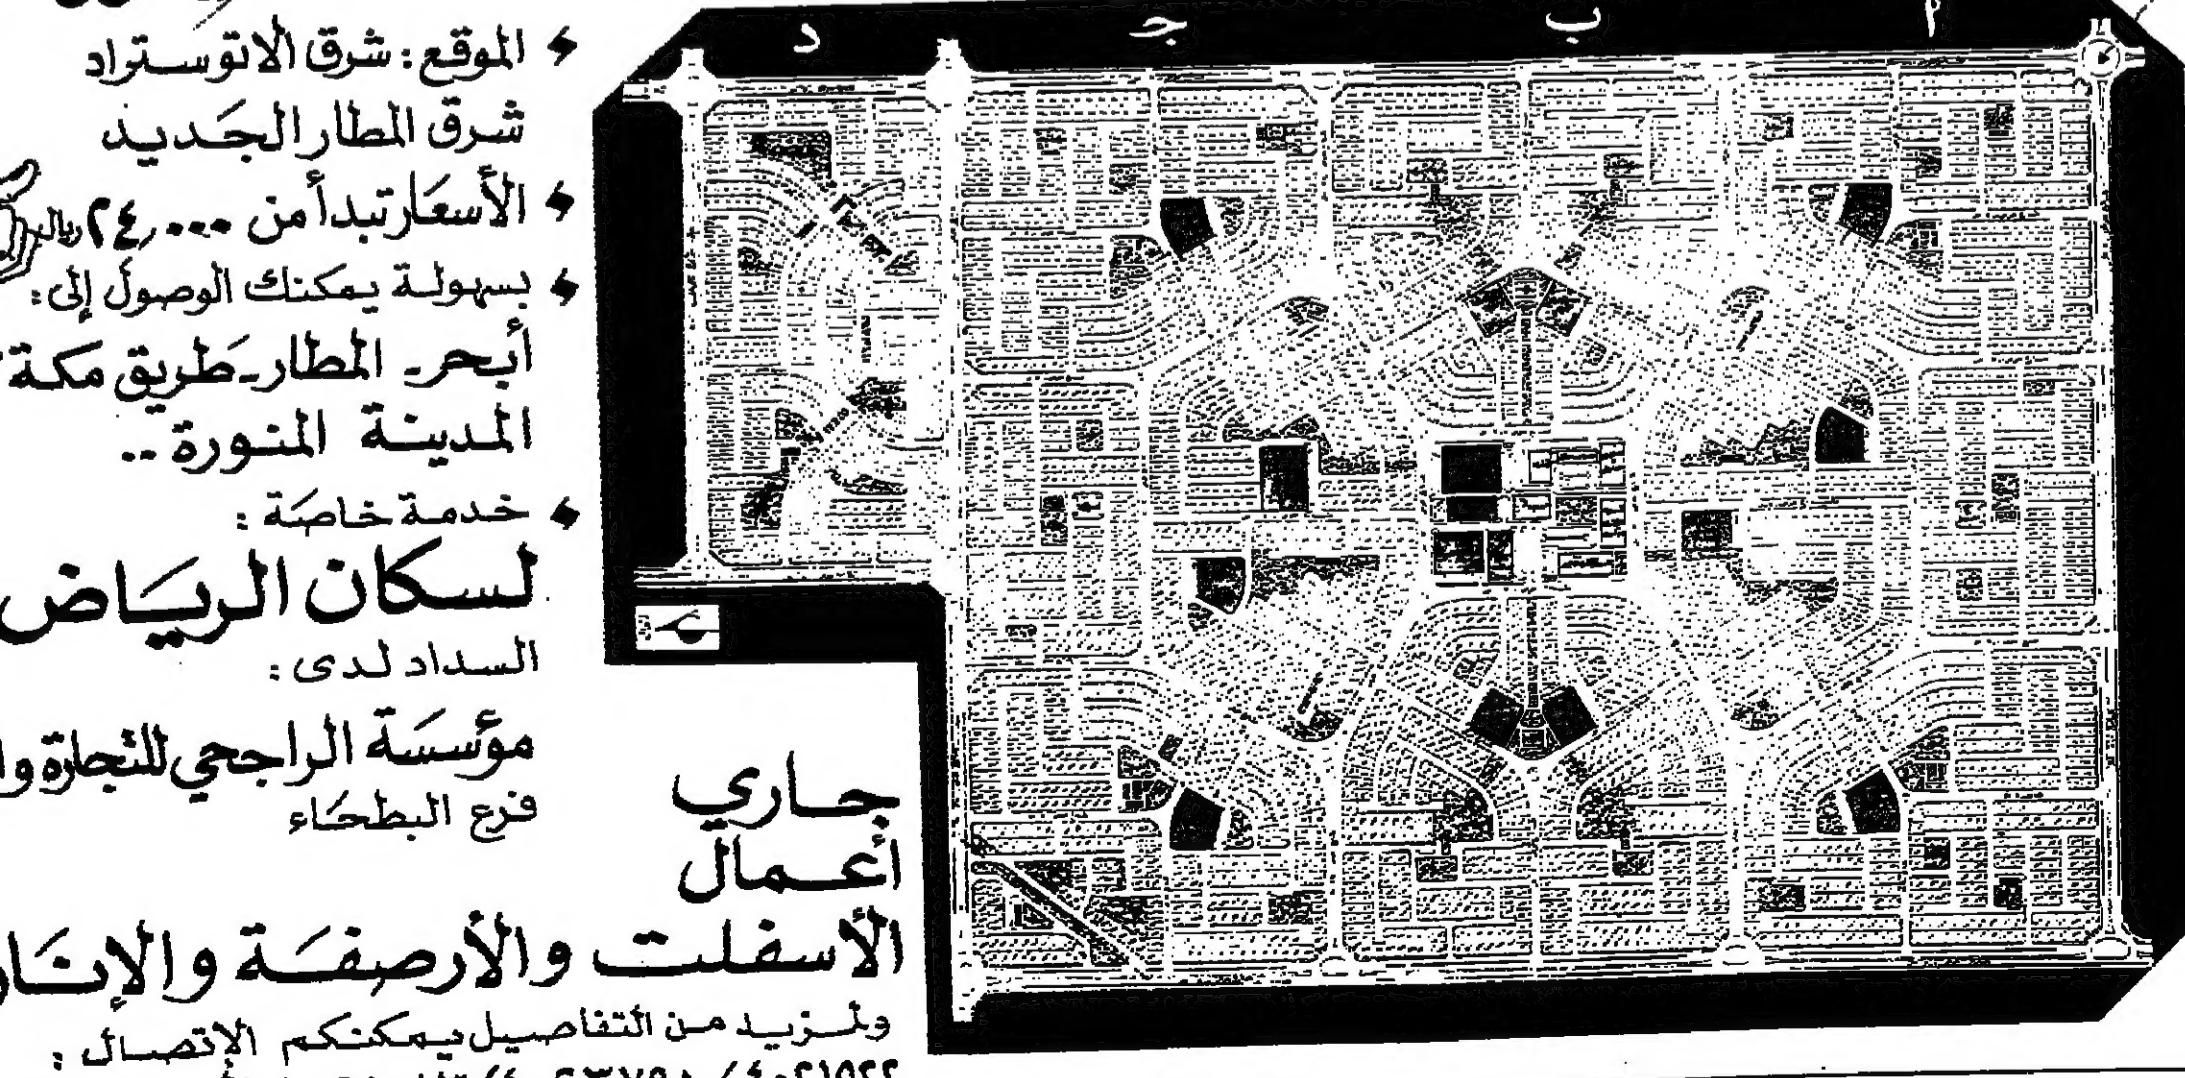 د جـ ب أ
الموقع : شرق الاتوستراد
شرق المطار الجديد
الأسعار تبدأ من ٢٤,٠٠٠ ريال
بسهولة يمكنك الوصول إلى :
أبحر - المطار - طريق مكة
المدينة المنورة ..
خدمة خاصة :
لسكان الرياض
السداد لدى :
مؤسسة الراجحي للتجارة
فرع البطحاء
جاري
أعمال
الأسفلت والأرصفة
ولمزيد من التفاصيل يمكنكم الإتصال :